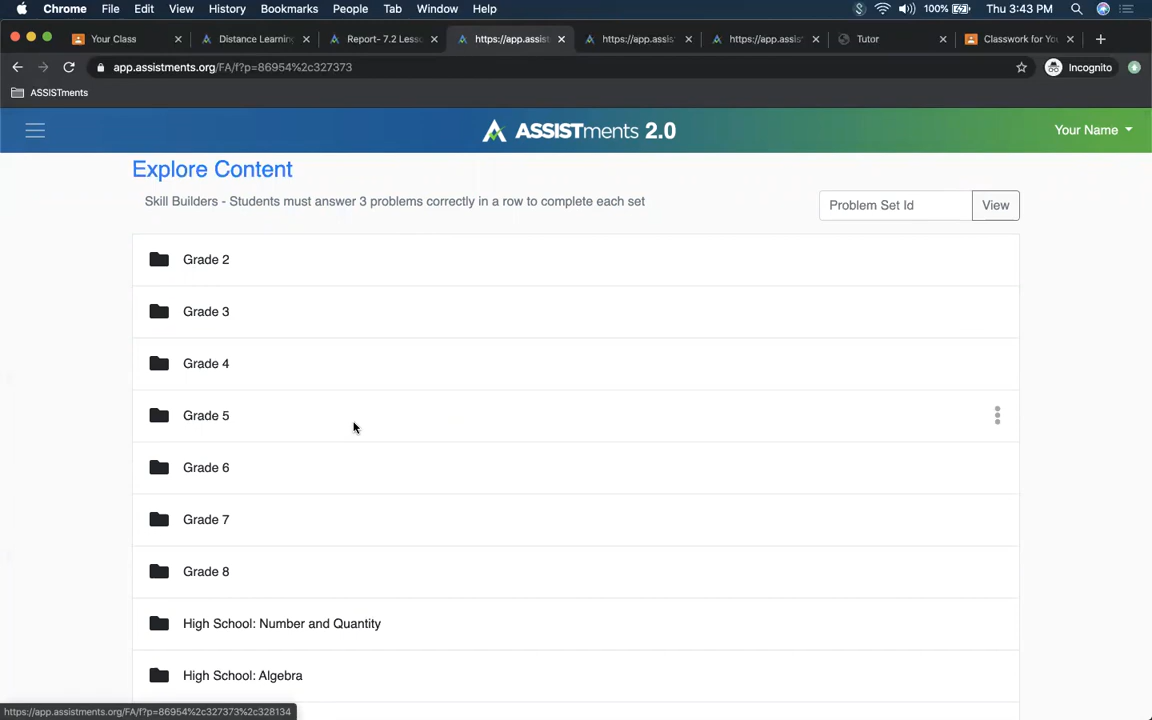 Chrome File Edit View History Bookmarks People Tab Window Help 100% Thu 3:43 PM
Your Class Distance Learnin Report- 7.2 Less https://app.assist https://app.assis https://app.assis Tutor Classwork for Yo
app.assistments.org/FA/f?p=86954%2c327373 Incognito
ASSISTments
ASSISTments 2.0 Your Name
Explore Content
Skill Builders - Students must answer 3 problems correctly in a row to complete each set
Problem Set Id View
Grade 2
Grade 3
Grade 4
Grade 5
Grade 6
Grade 7
Grade 8
High School: Number and Quantity
High School: Algebra
https://app.assistments.org/FA/f?p=86954%2c327373%2c328134